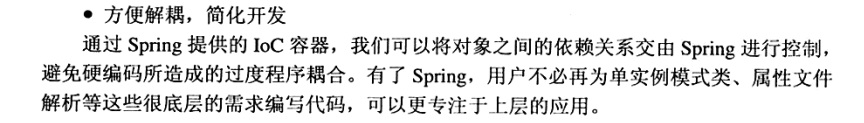 ● 方便解耦，简化开发
通过 Spring 提供的 IoC 容器，我们可以将对象之间的依赖关系交由 Spring 进行控制，
避免硬编码所造成的过度程序耦合。有了 Spring，用户不必再为单实例模式类、属性文件
解析等这些很底层的需求编写代码，可以更专注于上层的应用。